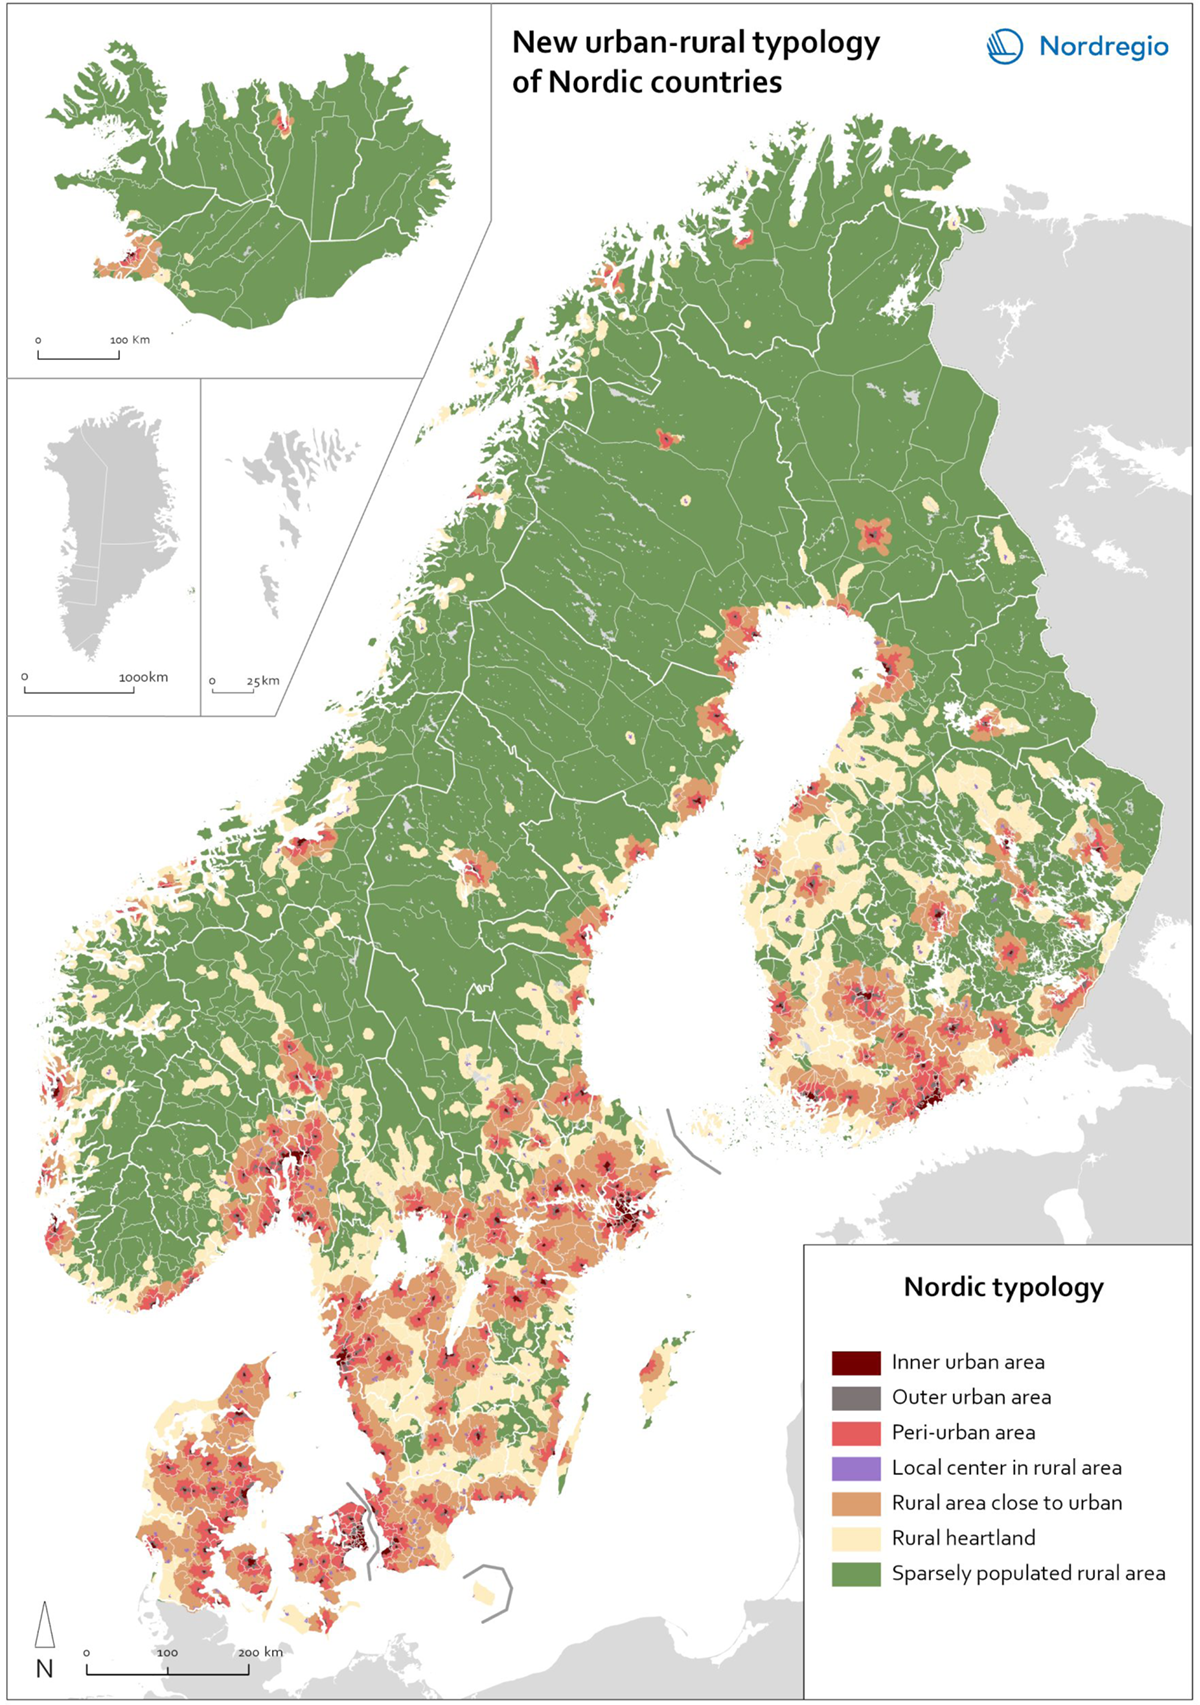 New urban-rural typology
of Nordic countries
Nordregio
0 100 Km
0 1000km
0 25km
Nordic typology
Inner urban area
Outer urban area
Peri-urban area
Local center in rural area
Rural area close to urban
Rural heartland
Sparsely populated rural area
N
0 100 200 km